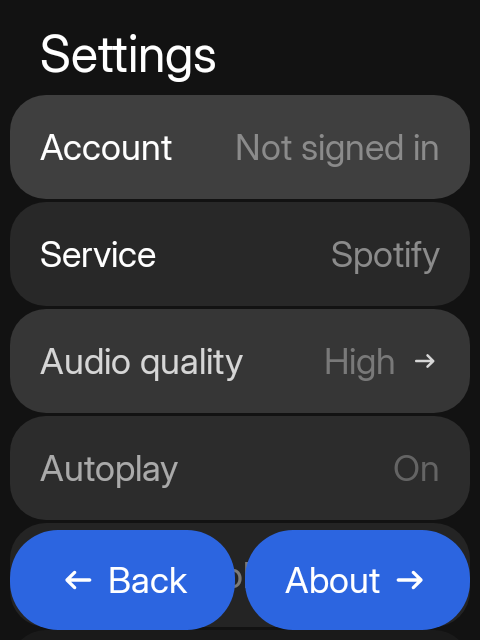 Settings
Account Not signed in
Service Spotify
Audio quality High →
Autoplay On
← Back About →